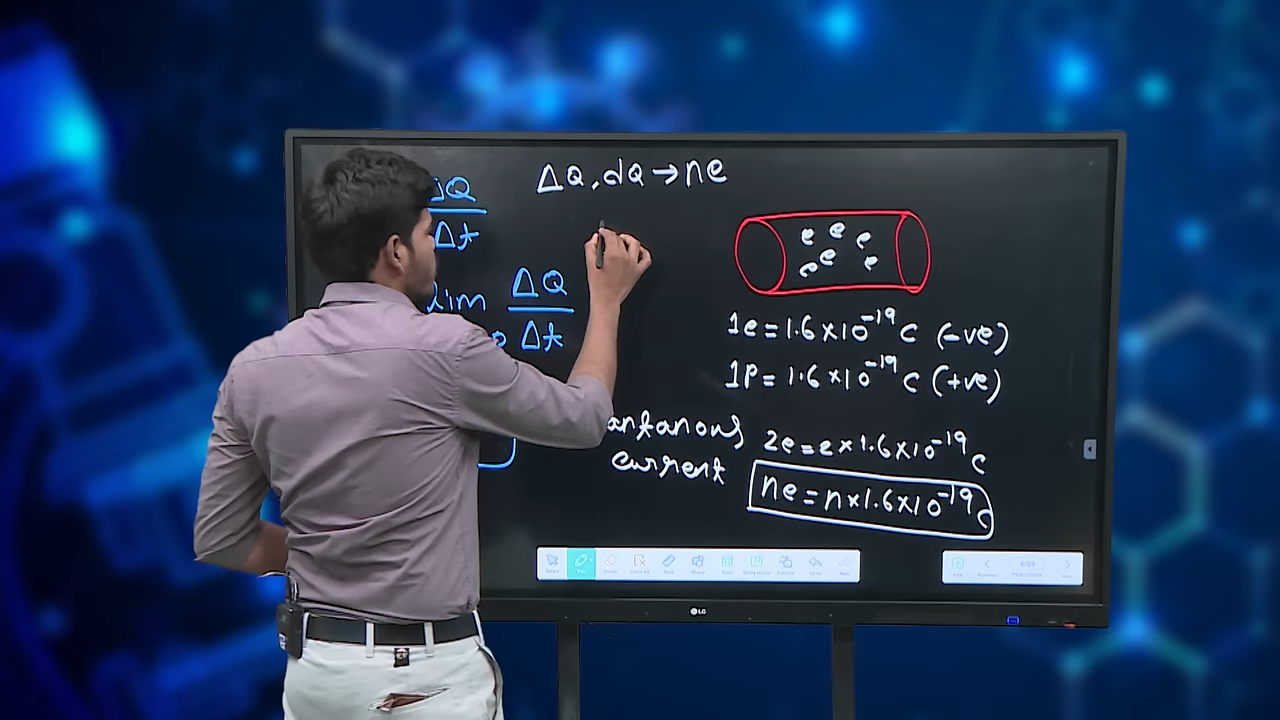 ΔQ, dQ → ne
ΔQ
Δt
lim ΔQ
Δt
e e e
e e e
1e = 1.6×10⁻¹⁹ C (-ve)
1P = 1.6×10⁻¹⁹ C (+ve)
antanous
current
2e = 2×1.6×10⁻¹⁹ C
ne = n×1.6×10⁻¹⁹ C
LG